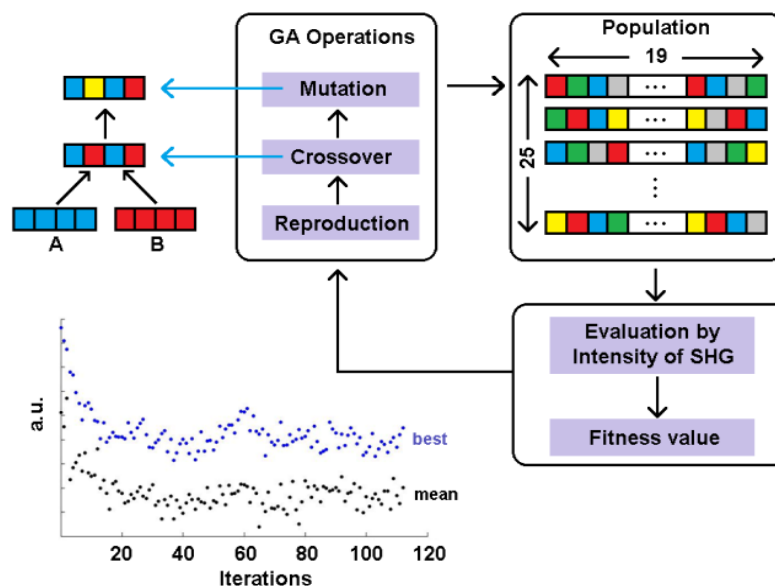 GA Operations
Mutation
Crossover
Reproduction
A
B
Population
19
25
...
...
...
...
...
Evaluation by
Intensity of SHG
Fitness value
a.u.
best
mean
20
40
60
80
100
120
Iterations